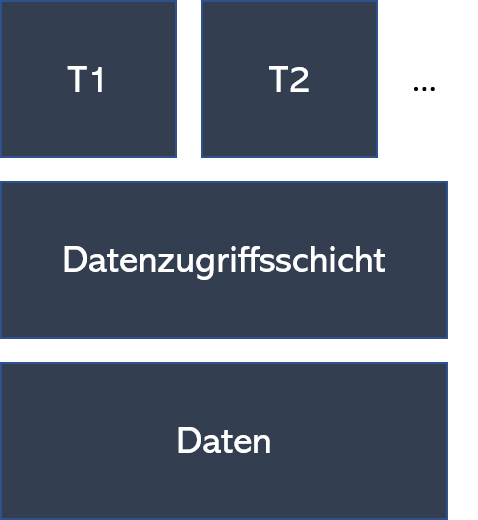 T1 T2 ...
Datenzugriffsschicht
Daten